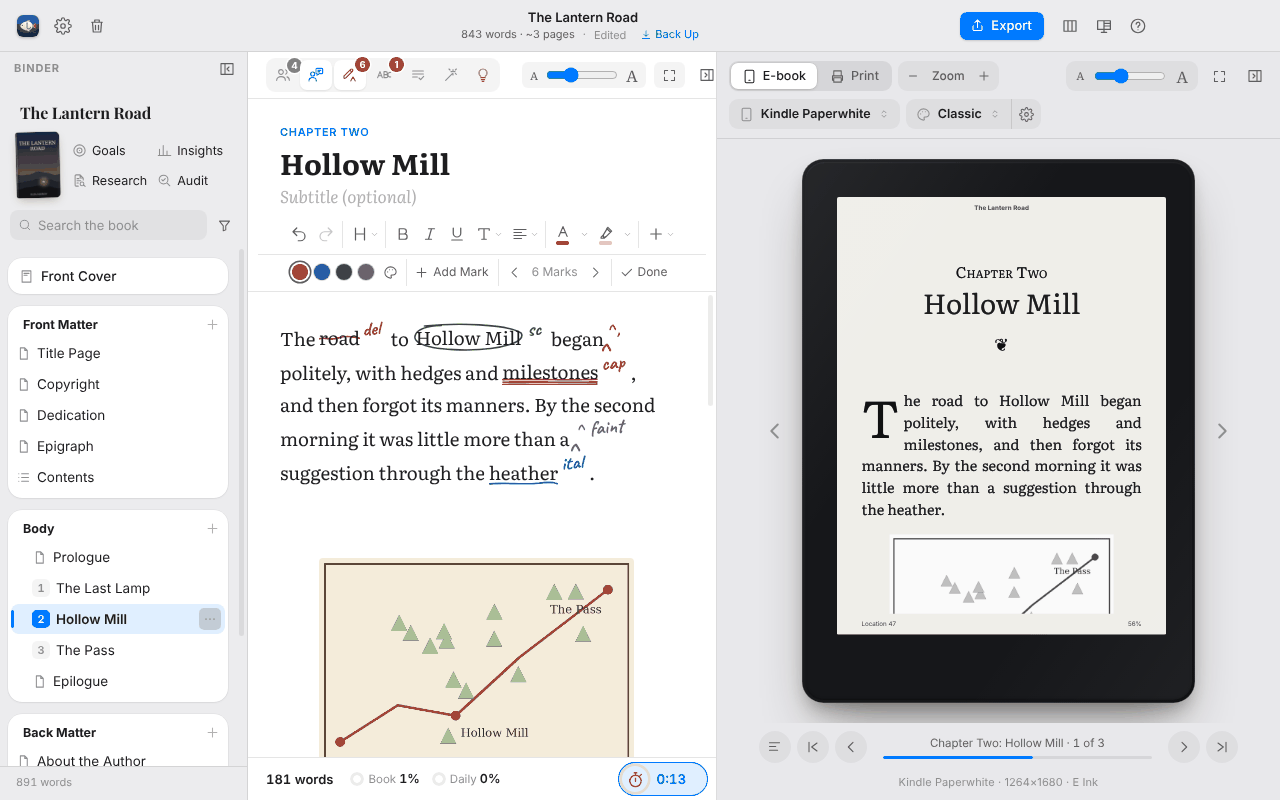 The Lantern Road
843 words · ~3 pages · Edited Back Up
Export
BINDER
The Lantern Road
THE LANTERN ROAD
Goals
Insights
Research
Audit
Search the book
Front Cover
Front Matter
Title Page
Copyright
Dedication
Epigraph
Contents
Body
Prologue
1 The Last Lamp
2 Hollow Mill
3 The Pass
Epilogue
Back Matter
About the Author
891 words
4
6
ABC 1
A A
CHAPTER TWO
Hollow Mill
Subtitle (optional)
H B I U T A
Add Mark 6 Marks Done
The road del to Hollow Mill sc began ^,
politely, with hedges and milestones cap ,
and then forgot its manners. By the second
morning it was little more than a ^ faint
suggestion through the heather ital .
The Pass
Hollow Mill
181 words Book 1% Daily 0% 0:13
E-book Print Zoom A A
Kindle Paperwhite Classic
The Lantern Road
Chapter Two
Hollow Mill
The road to Hollow Mill began
politely, with hedges and
milestones, and then forgot its
manners. By the second morning it was
little more than a suggestion through
the heather.
The Pass
Location 47 56%
Chapter Two: Hollow Mill · 1 of 3
Kindle Paperwhite · 1264×1680 · E Ink